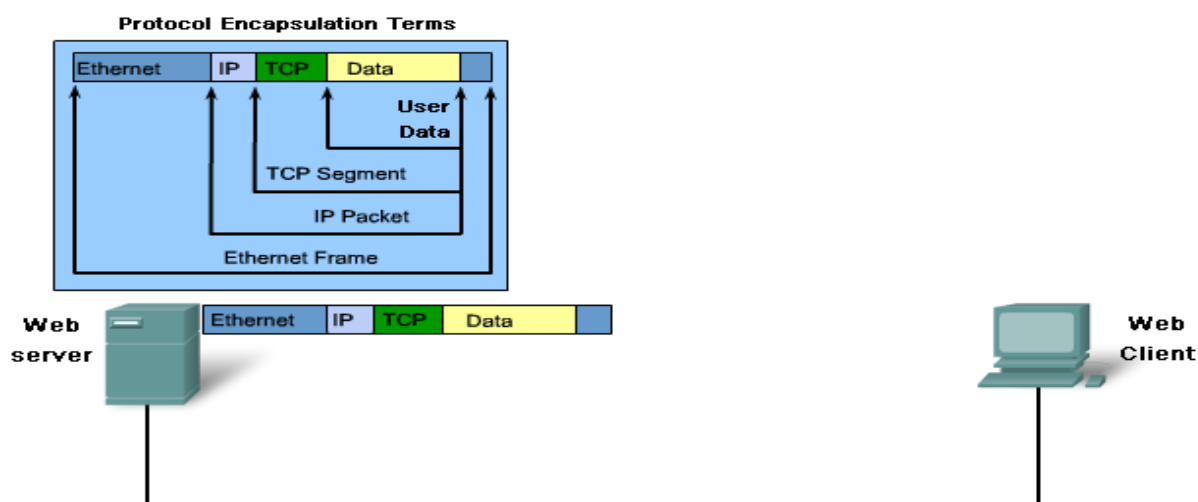 Protocol Encapsulation Terms
Ethernet IP TCP Data
User
Data
TCP Segment
IP Packet
Ethernet Frame
Web
server
Ethernet IP TCP Data
Web
Client